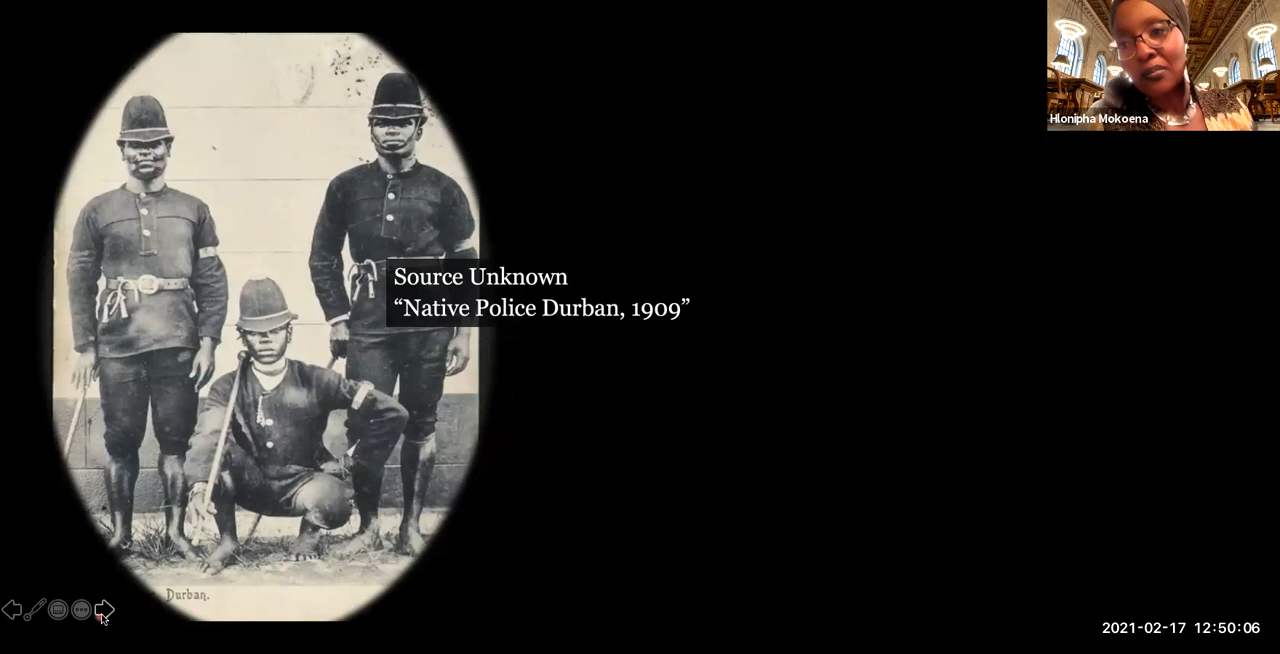 Hlonipha Mokoena
Source Unknown
“Native Police Durban, 1909”
Durban.
2021-02-17 12:50:06